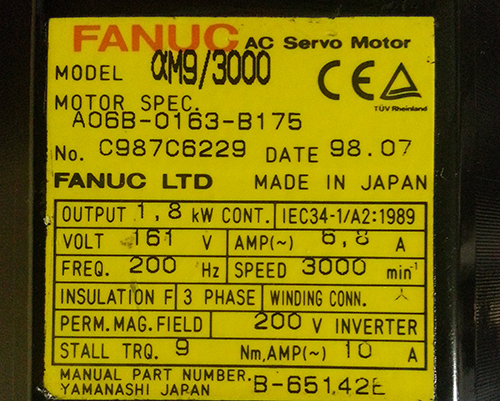 FANUC AC Servo Motor
MODEL αM9/3000
TÜV Rheinland
MOTOR SPEC.
A06B-0163-B175
No. C987C6229 DATE 98.07
FANUC LTD MADE IN JAPAN
OUTPUT 1,8 kW CONT. IEC34-1/A2:1989
VOLT 161 V AMP(~) 6,8 A
FREQ. 200 Hz SPEED 3000 min-1
INSULATION F 3 PHASE WINDING CONN. 人
PERM.MAG.FIELD 200 V INVERTER
STALL TRQ. 9 Nm,AMP(~) 10 A
MANUAL PART NUMBER. B-65142E
YAMANASHI JAPAN